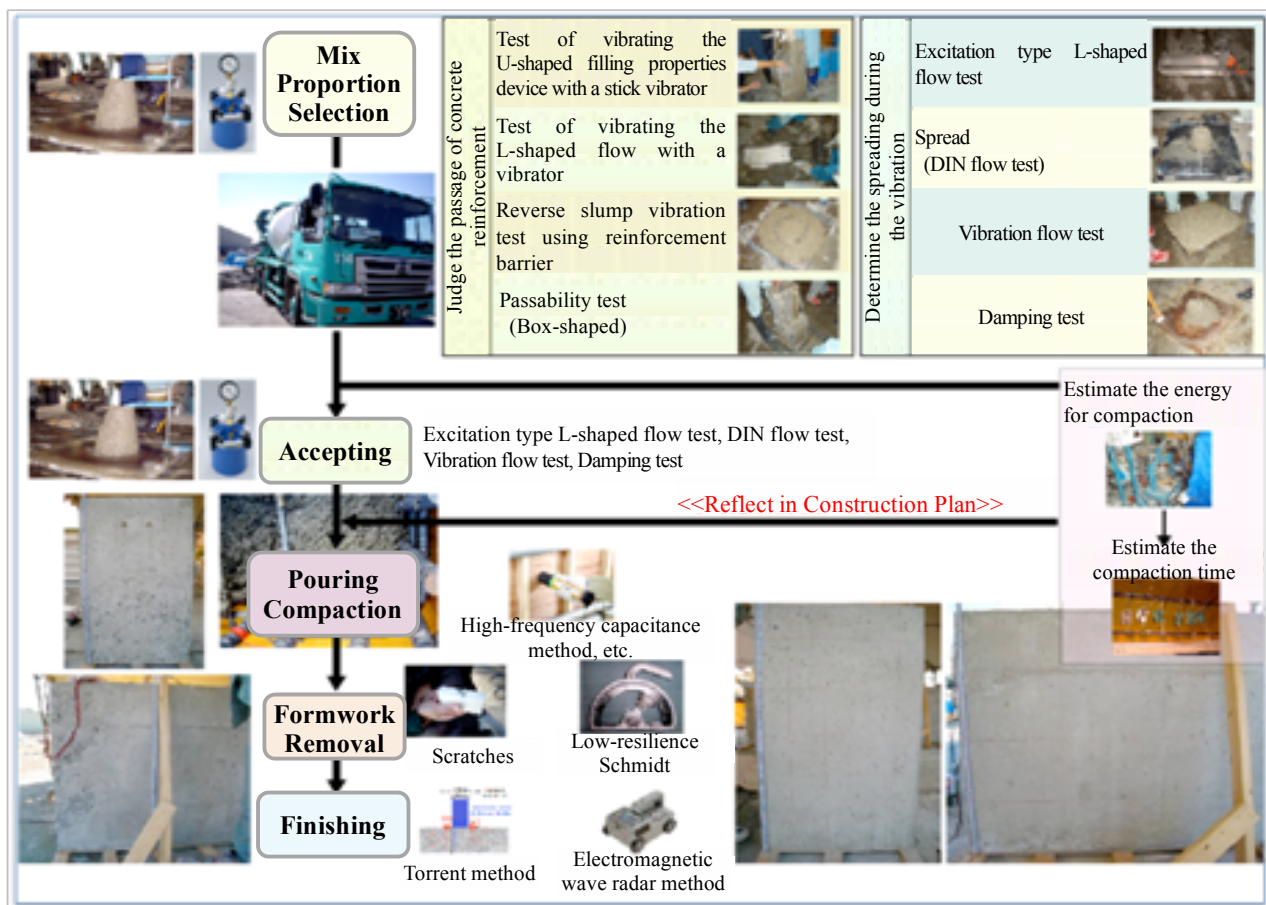 Mix
Proportion
Selection
Judge the passage of concrete
reinforcement
Test of vibrating the
U-shaped filling properties
device with a stick vibrator
Test of vibrating the
L-shaped flow with a
vibrator
Reverse slump vibration
test using reinforcement
barrier
Passability test
(Box-shaped)
Determine the spreading during
the vibration
Excitation type L-shaped
flow test
Spread
(DIN flow test)
Vibration flow test
Damping test
Estimate the energy
for compaction
Accepting
Excitation type L-shaped flow test, DIN flow test,
Vibration flow test, Damping test
<<Reflect in Construction Plan>>
Estimate the
compaction time
Pouring
Compaction
High-frequency capacitance
method, etc.
Formwork
Removal
Scratches
Low-resilience
Schmidt
Finishing
Torrent method
Electromagnetic
wave radar method